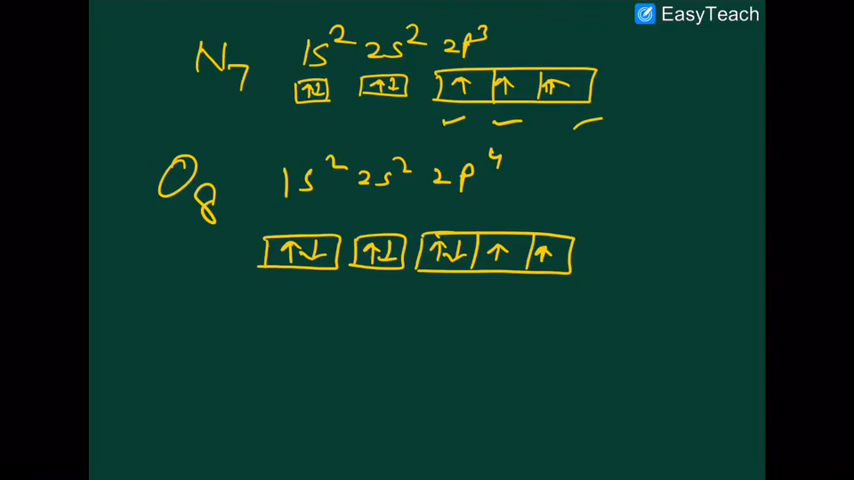 EasyTeach
N7 1s² 2s² 2p³
↑↓ ↑↓ ↑ ↑ ↑
O8 1s² 2s² 2p⁴
↑↓ ↑↓ ↑↓ ↑ ↑